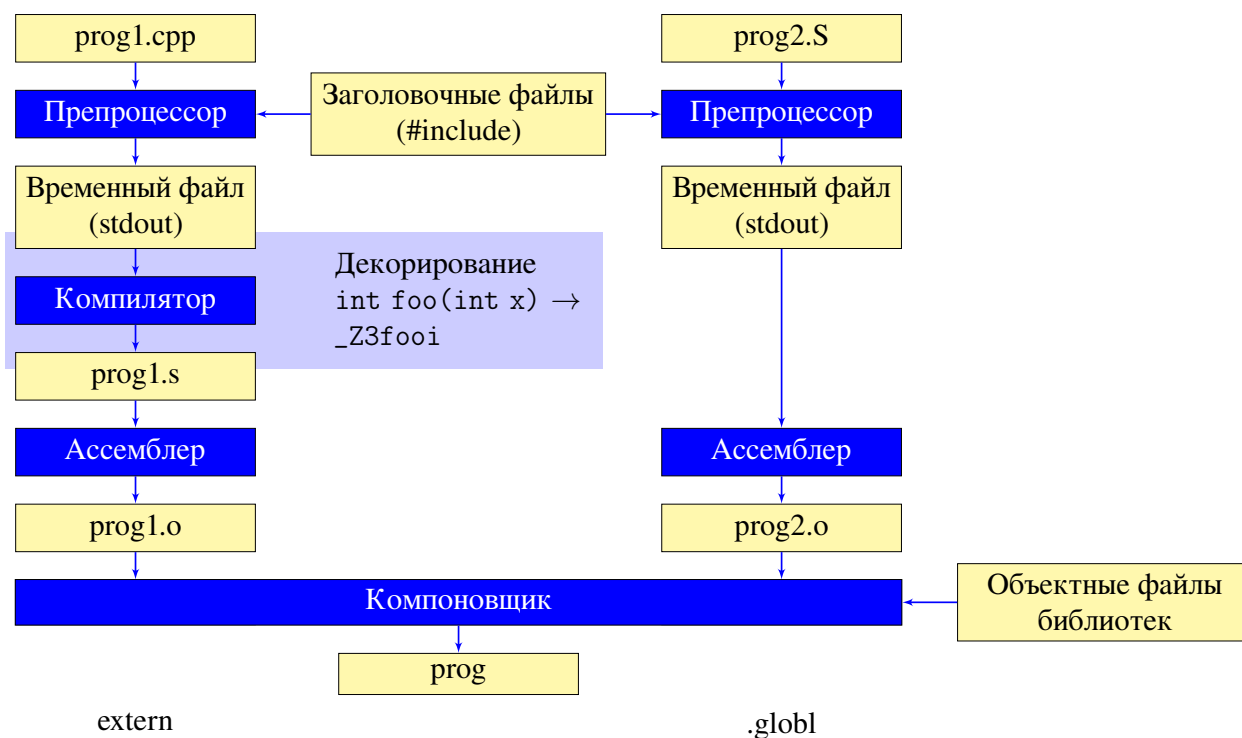 prog1.cpp
prog2.S
Препроцессор
Заголовочные файлы
(#include)
Препроцессор
Временный файл
(stdout)
Временный файл
(stdout)
Компилятор
Декорирование
int foo(int x) →
_Z3fooi
prog1.s
Ассемблер
Ассемблер
prog1.o
prog2.o
Компоновщик
Объектные файлы
библиотек
prog
extern
.globl